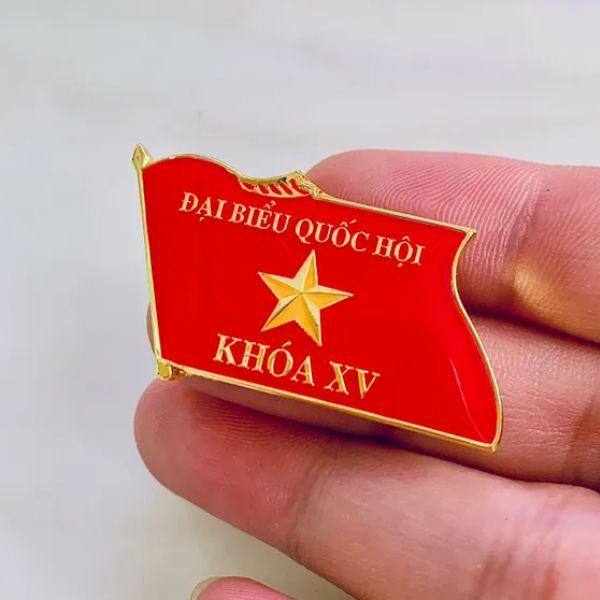 ĐẠI BIỂU QUỐC HỘI
KHÓA XV